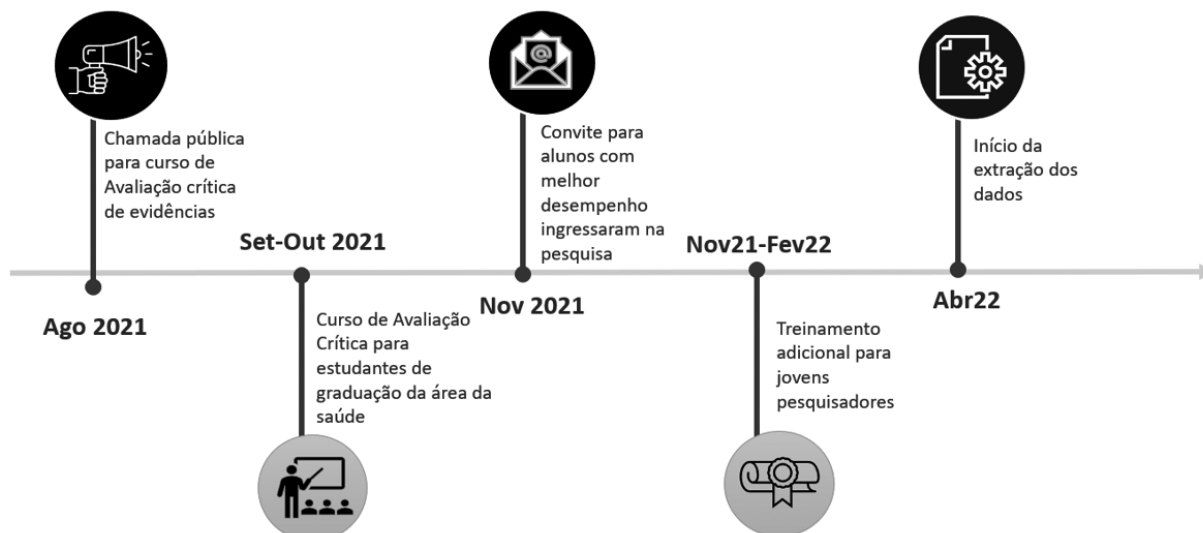 Chamada pública
para curso de
Avaliação crítica
de evidências
Ago 2021
Set-Out 2021
Curso de Avaliação
Crítica para
estudantes de
graduação da área da
saúde
@
Convite para
alunos com
melhor
desempenho
ingressaram na
pesquisa
Nov 2021
Nov21-Fev22
Treinamento
adicional para
jovens
pesquisadores
Início da
extração dos
dados
Abr22